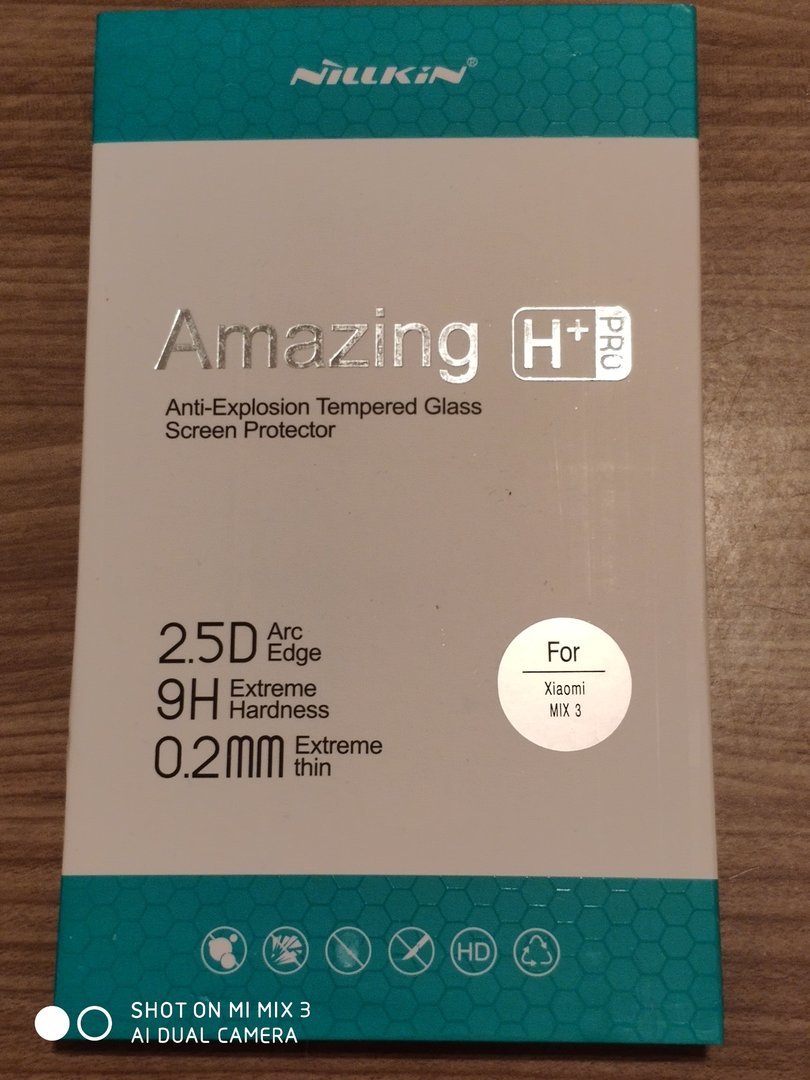 NILLKIN®
Amazing H+ PRO
Anti-Explosion Tempered Glass
Screen Protector
2.5D Arc
Edge
9H Extreme
Hardness
0.2mm Extreme
thin
For
Xiaomi
MIX 3
HD
SHOT ON MI MIX 3
AI DUAL CAMERA